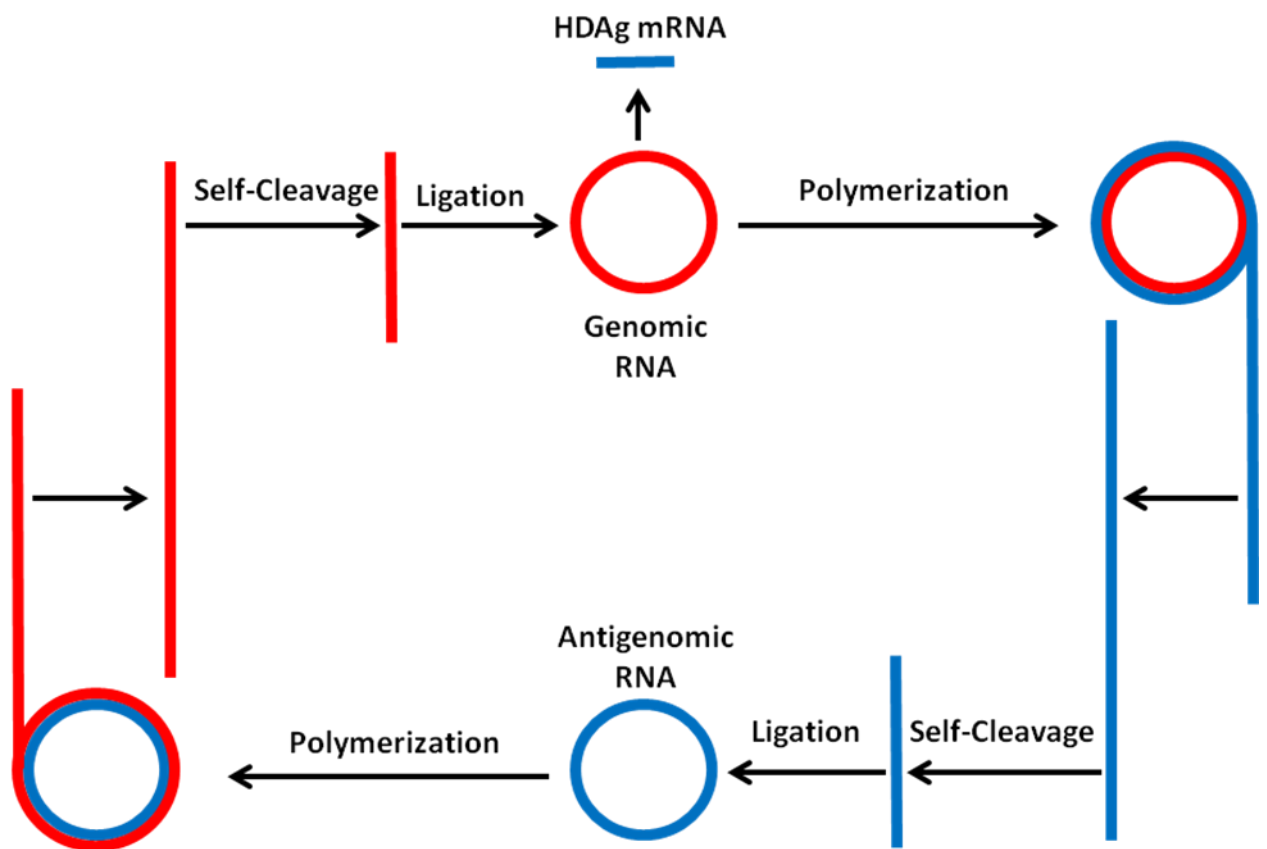 HDAg mRNA
Self-Cleavage
Ligation
Polymerization
Genomic
RNA
Antigenomic
RNA
Polymerization
Ligation
Self-Cleavage